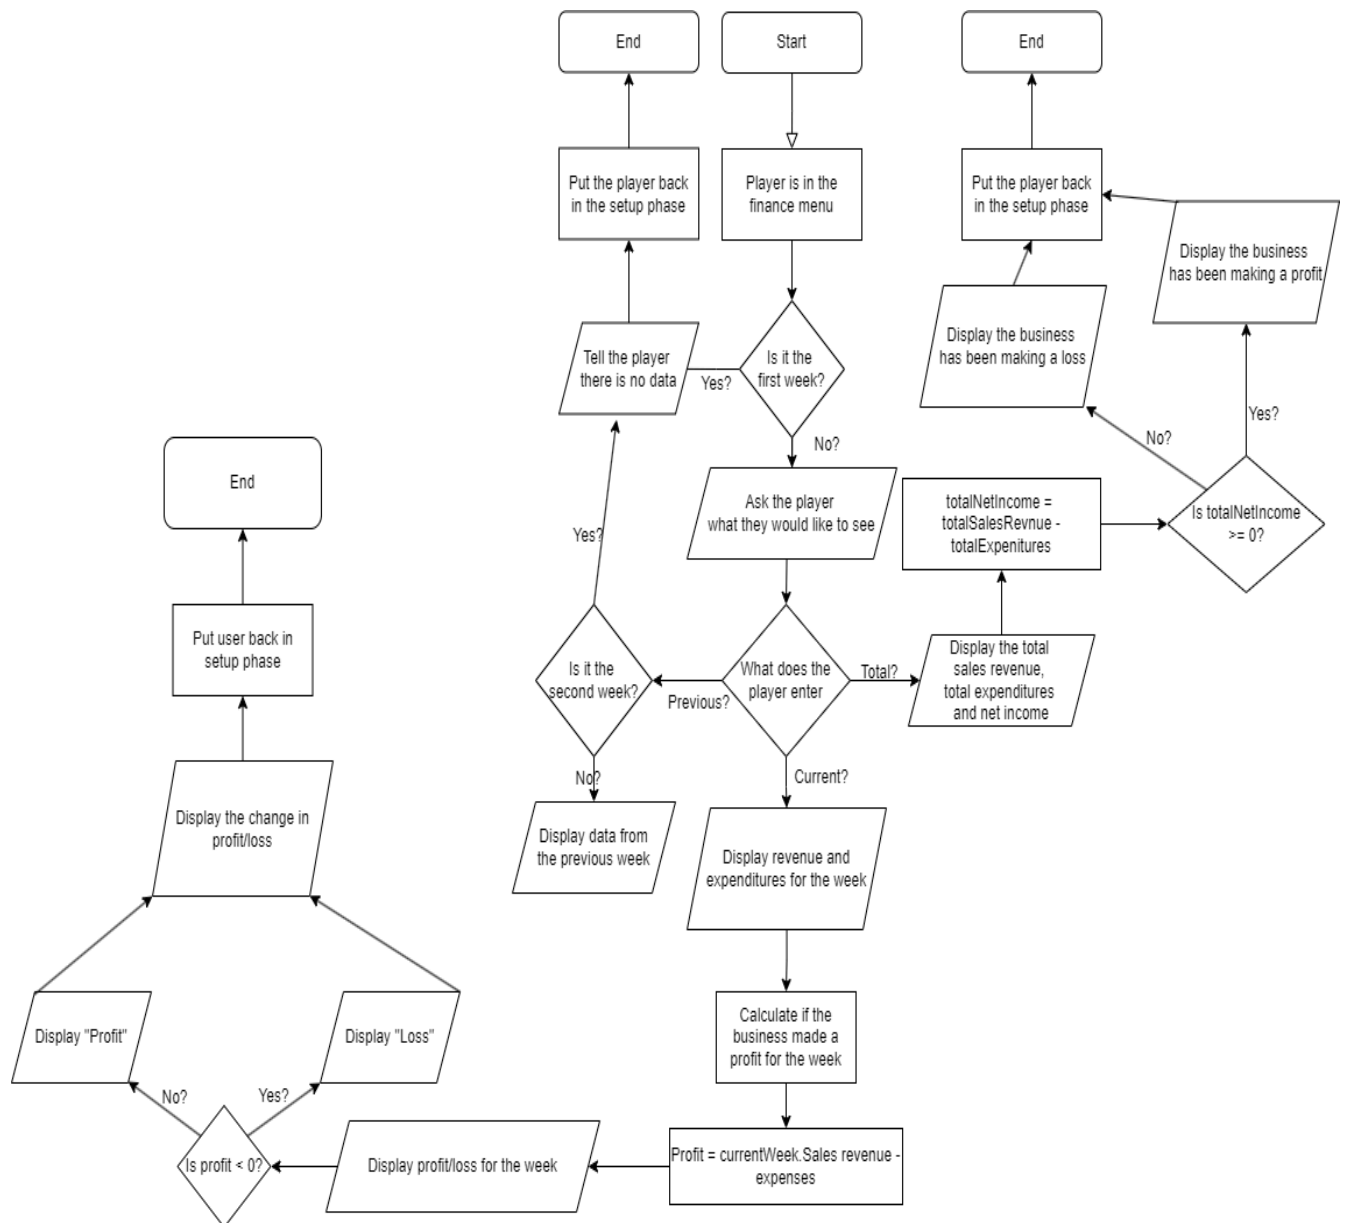 End
Start
End
Put the player back
in the setup phase
Player is in the
finance menu
Put the player back
in the setup phase
Display the business
has been making a profit
Display the business
has been making a loss
Tell the player
there is no data
Yes?
Is it the
first week?
No?
Yes?
No?
End
Ask the player
what they would like to see
totalNetIncome =
totalSalesRevnue -
totalExpenitures
Is totalNetIncome
>= 0?
Yes?
Put user back in
setup phase
Is it the
second week?
Previous?
What does the
player enter
Total?
Display the total
sales revenue,
total expenditures
and net income
No?
Current?
Display the change in
profit/loss
Display data from
the previous week
Display revenue and
expenditures for the week
Display "Profit"
Display "Loss"
Calculate if the
business made a
profit for the week
No?
Yes?
Is profit < 0?
Display profit/loss for the week
Profit = currentWeek.Sales revenue -
expenses